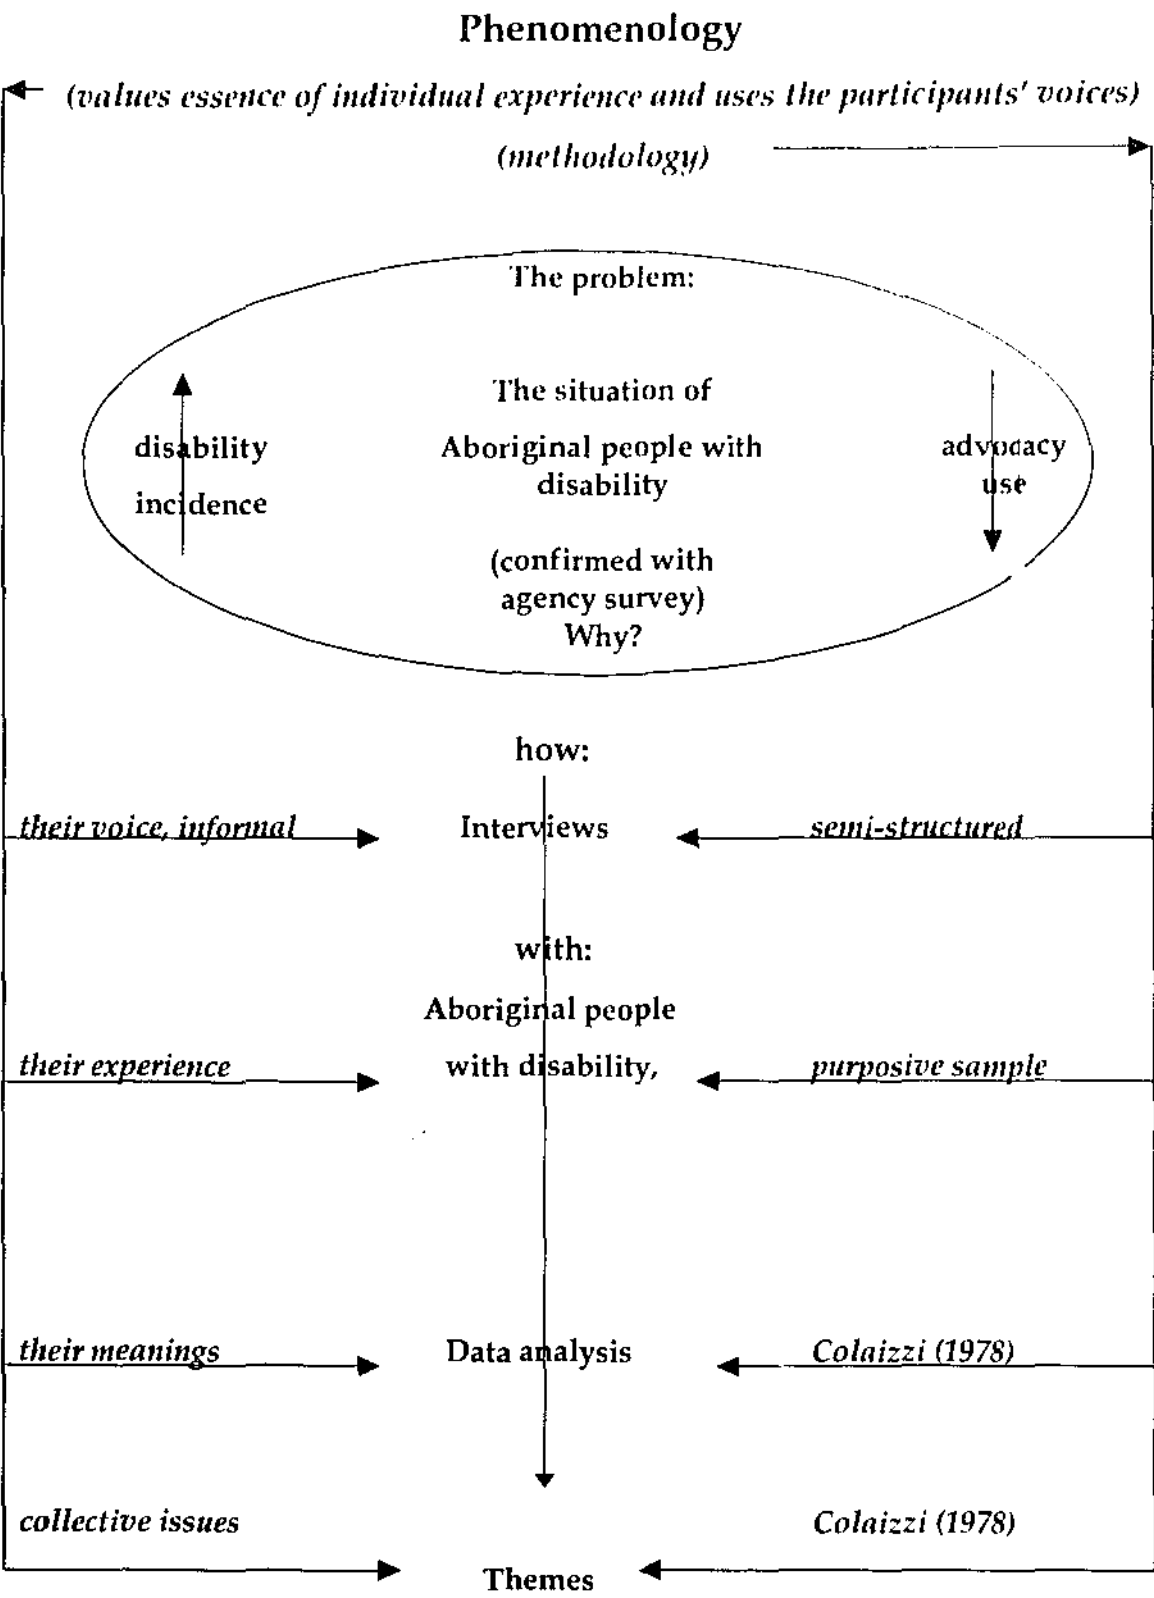 Phenomenology
(values essence of individual experience and uses the participants' voices)
(methodology)
The problem:
The situation of
disability
Aboriginal people with
advocacy
disability
use
incidence
(confirmed with
agency survey)
Why?
how:
their voice, informal
Interviews
semi-structured
with:
Aboriginal people
their experience
with disability,
purposive sample
their meanings
Data analysis
Colaizzi (1978)
collective issues
Colaizzi (1978)
Themes